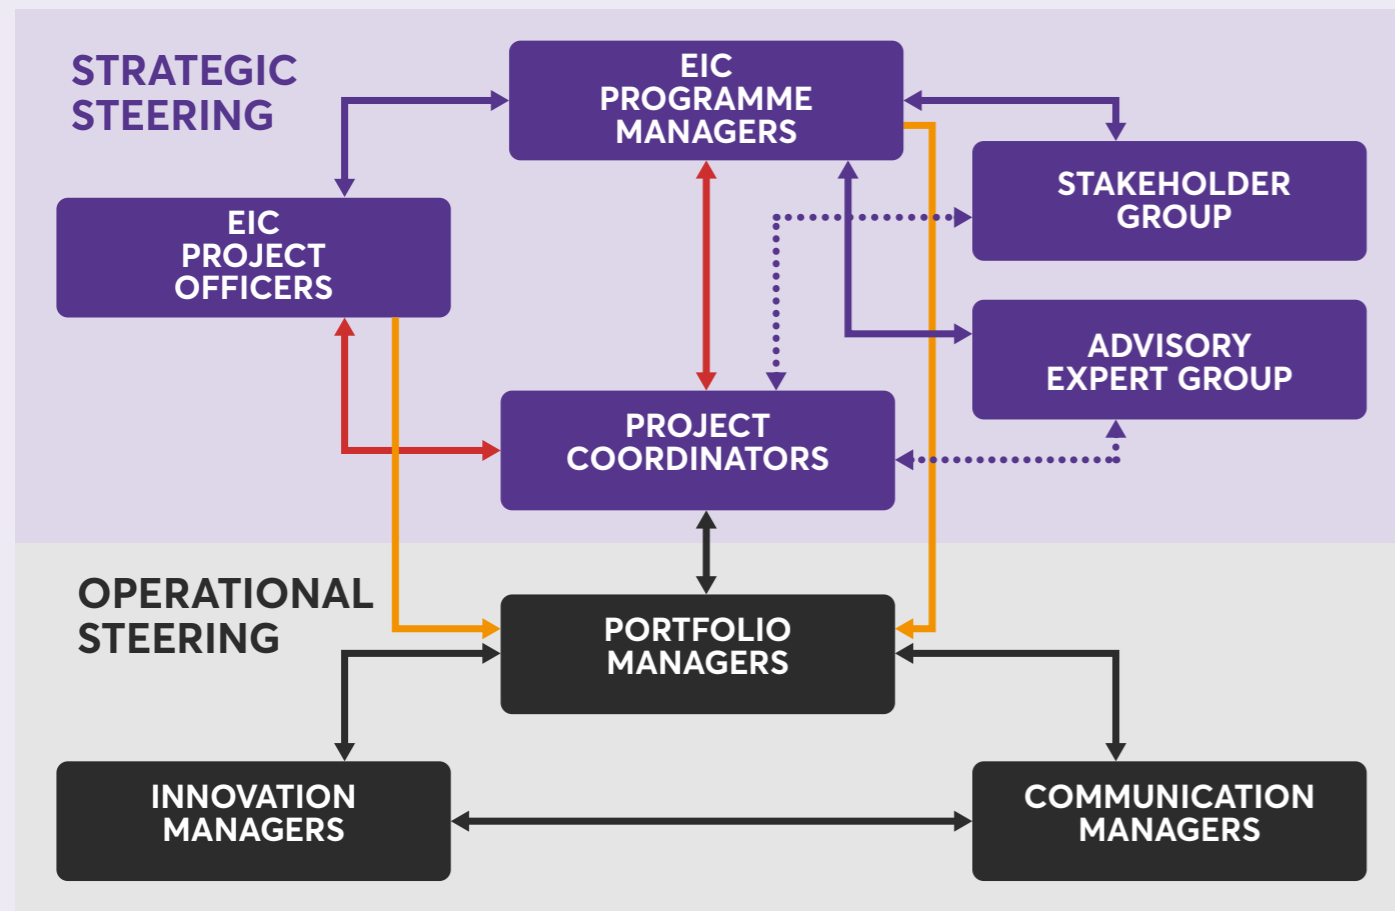 STRATEGIC
STEERING
EIC
PROGRAMME
MANAGERS
STAKEHOLDER
GROUP
EIC
PROJECT
OFFICERS
ADVISORY
EXPERT GROUP
PROJECT
COORDINATORS
OPERATIONAL
STEERING
PORTFOLIO
MANAGERS
INNOVATION
MANAGERS
COMMUNICATION
MANAGERS